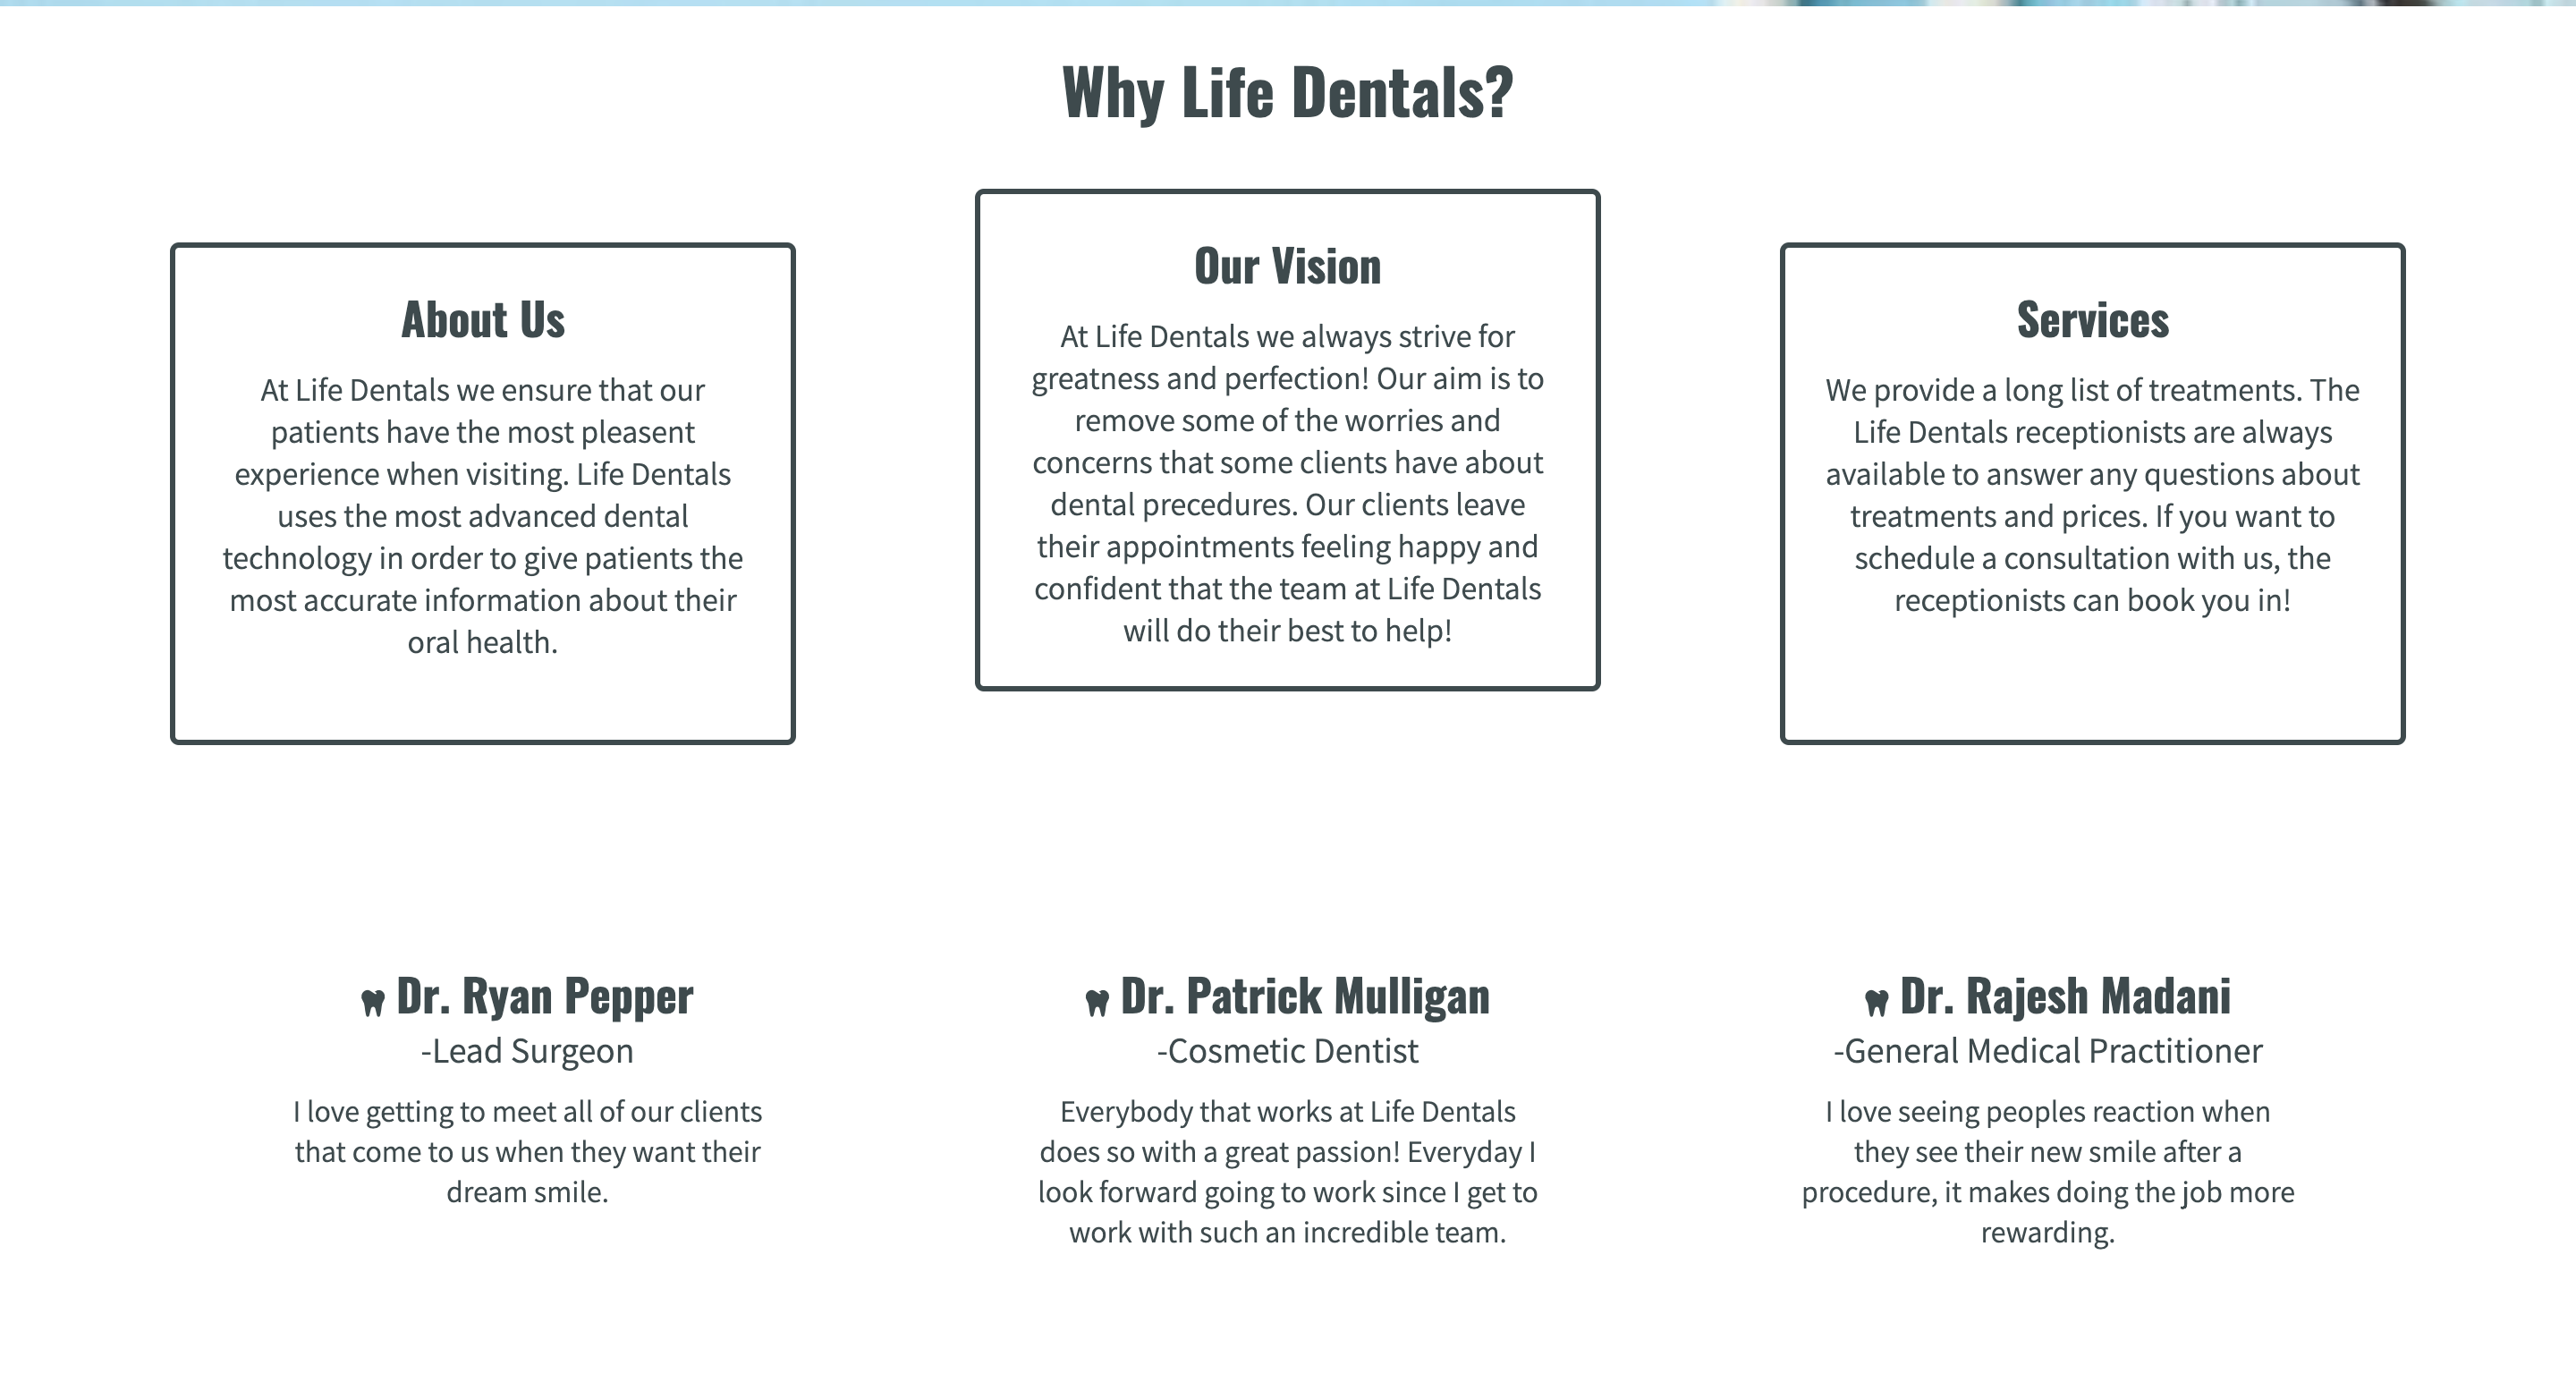 Why Life Dentals?
About Us
At Life Dentals we ensure that our
patients have the most pleasent
experience when visiting. Life Dentals
uses the most advanced dental
technology in order to give patients the
most accurate information about their
oral health.
Our Vision
At Life Dentals we always strive for
greatness and perfection! Our aim is to
remove some of the worries and
concerns that some clients have about
dental precedures. Our clients leave
their appointments feeling happy and
confident that the team at Life Dentals
will do their best to help!
Services
We provide a long list of treatments. The
Life Dentals receptionists are always
available to answer any questions about
treatments and prices. If you want to
schedule a consultation with us, the
receptionists can book you in!
Dr. Ryan Pepper
-Lead Surgeon
I love getting to meet all of our clients
that come to us when they want their
dream smile.
Dr. Patrick Mulligan
-Cosmetic Dentist
Everybody that works at Life Dentals
does so with a great passion! Everyday I
look forward going to work since I get to
work with such an incredible team.
Dr. Rajesh Madani
-General Medical Practitioner
I love seeing peoples reaction when
they see their new smile after a
procedure, it makes doing the job more
rewarding.